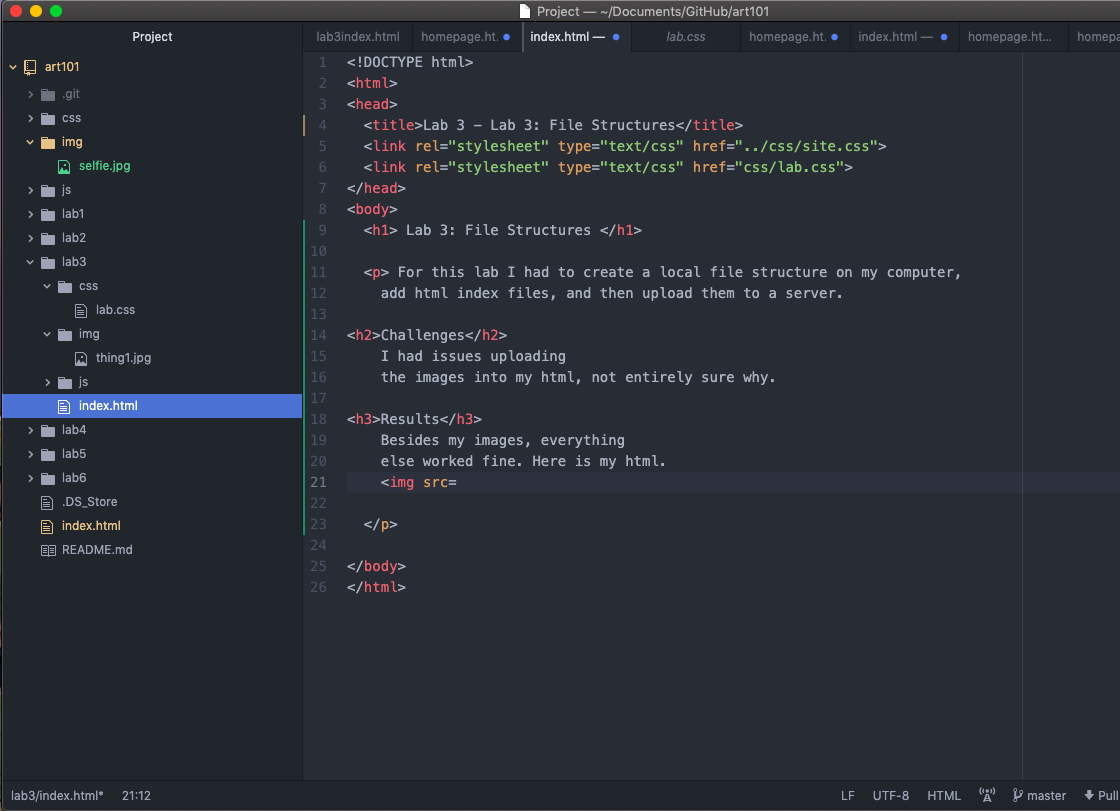 Project — ~/Documents/GitHub/art101
Project
art101
.git
css
img
selfie.jpg
js
lab1
lab2
lab3
css
lab.css
img
thing1.jpg
js
index.html
lab4
lab5
lab6
.DS_Store
index.html
README.md
lab3index.html homepage.ht. index.html — lab.css homepage.ht. index.html — homepage.ht... homepa
1 <!DOCTYPE html>
2 <html>
3 <head>
4 <title>Lab 3 - Lab 3: File Structures</title>
5 <link rel="stylesheet" type="text/css" href="../css/site.css">
6 <link rel="stylesheet" type="text/css" href="css/lab.css">
7 </head>
8 <body>
9 <h1> Lab 3: File Structures </h1>
10
11 <p> For this lab I had to create a local file structure on my computer,
12 add html index files, and then upload them to a server.
13
14 <h2>Challenges</h2>
15 I had issues uploading
16 the images into my html, not entirely sure why.
17
18 <h3>Results</h3>
19 Besides my images, everything
20 else worked fine. Here is my html.
21 <img src=
22
23 </p>
24
25 </body>
26 </html>
lab3/index.html* 21:12 LF UTF-8 HTML master Pull